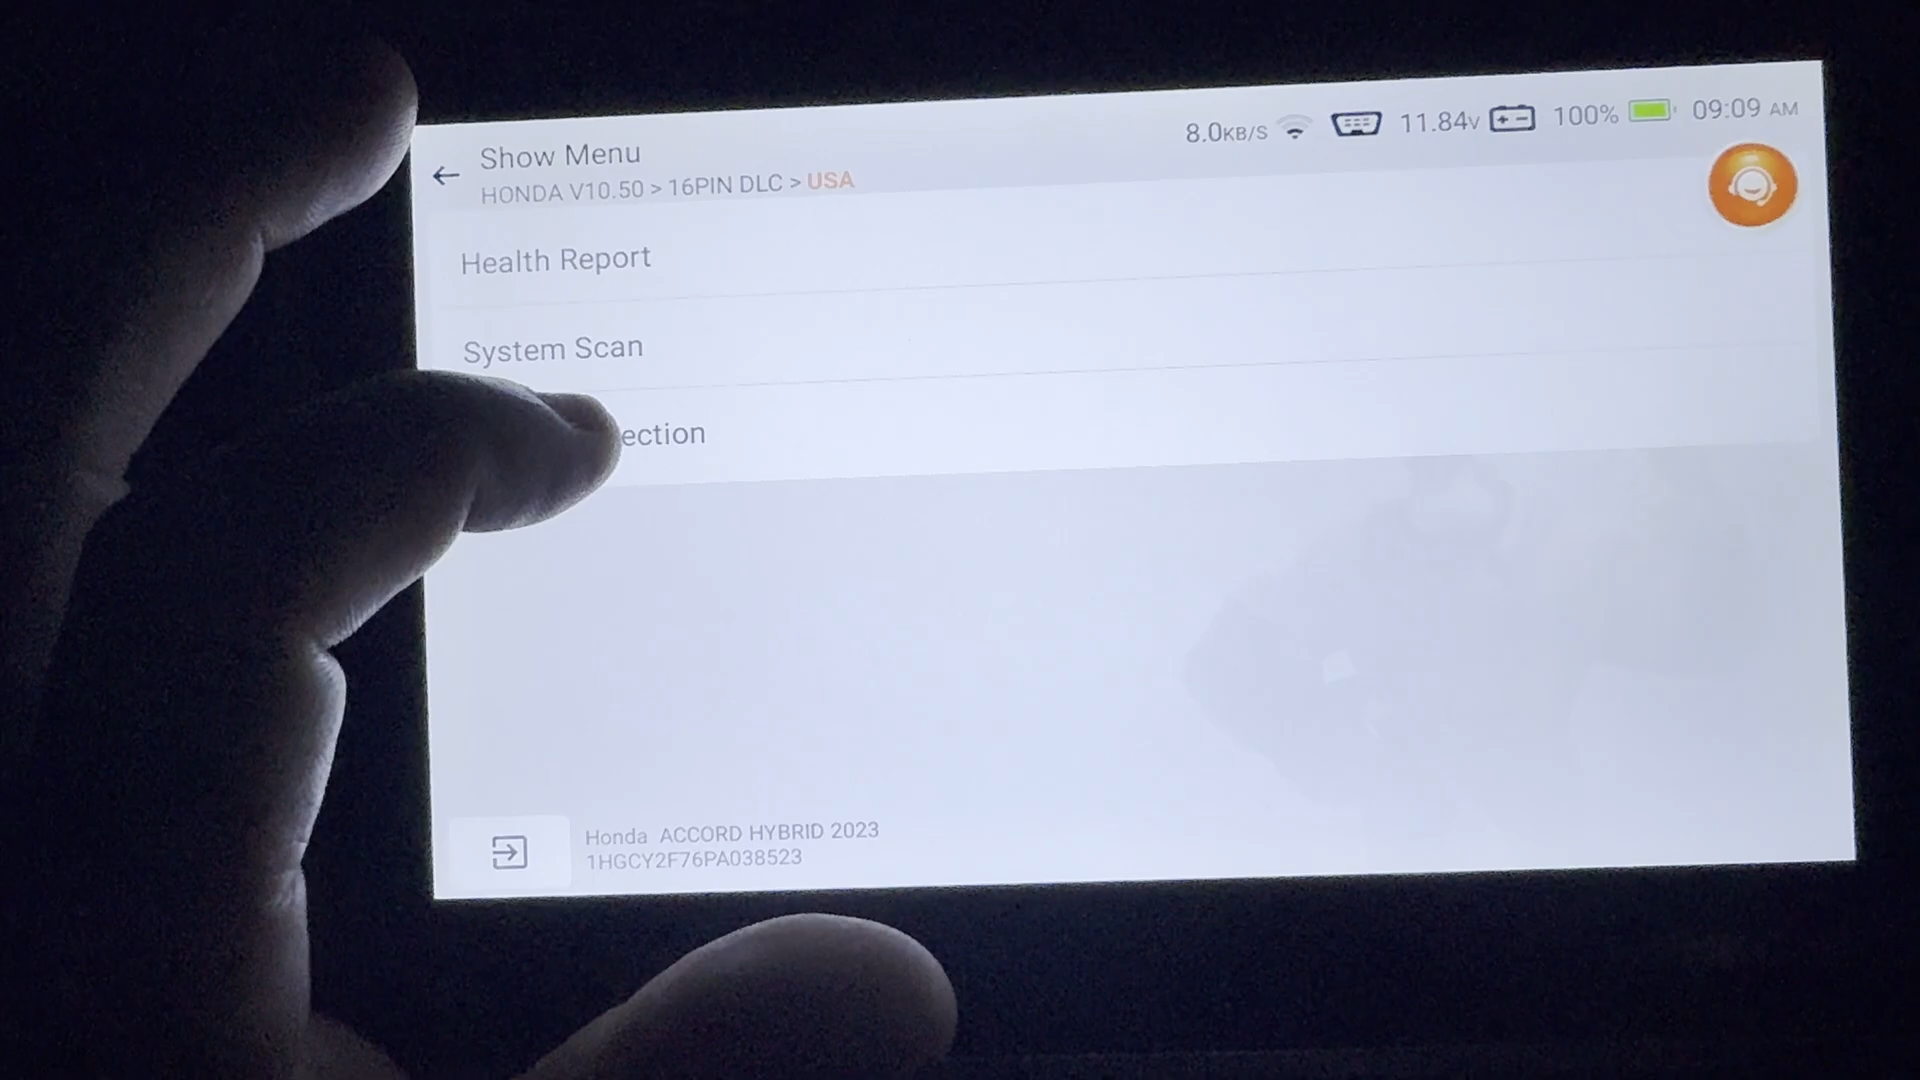 Show Menu
HONDA V10.50 > 16PIN DLC > USA
8.0KB/S 11.84V 100% 09:09 AM
Health Report
System Scan
ection
Honda ACCORD HYBRID 2023
1HGCY2F76PA038523